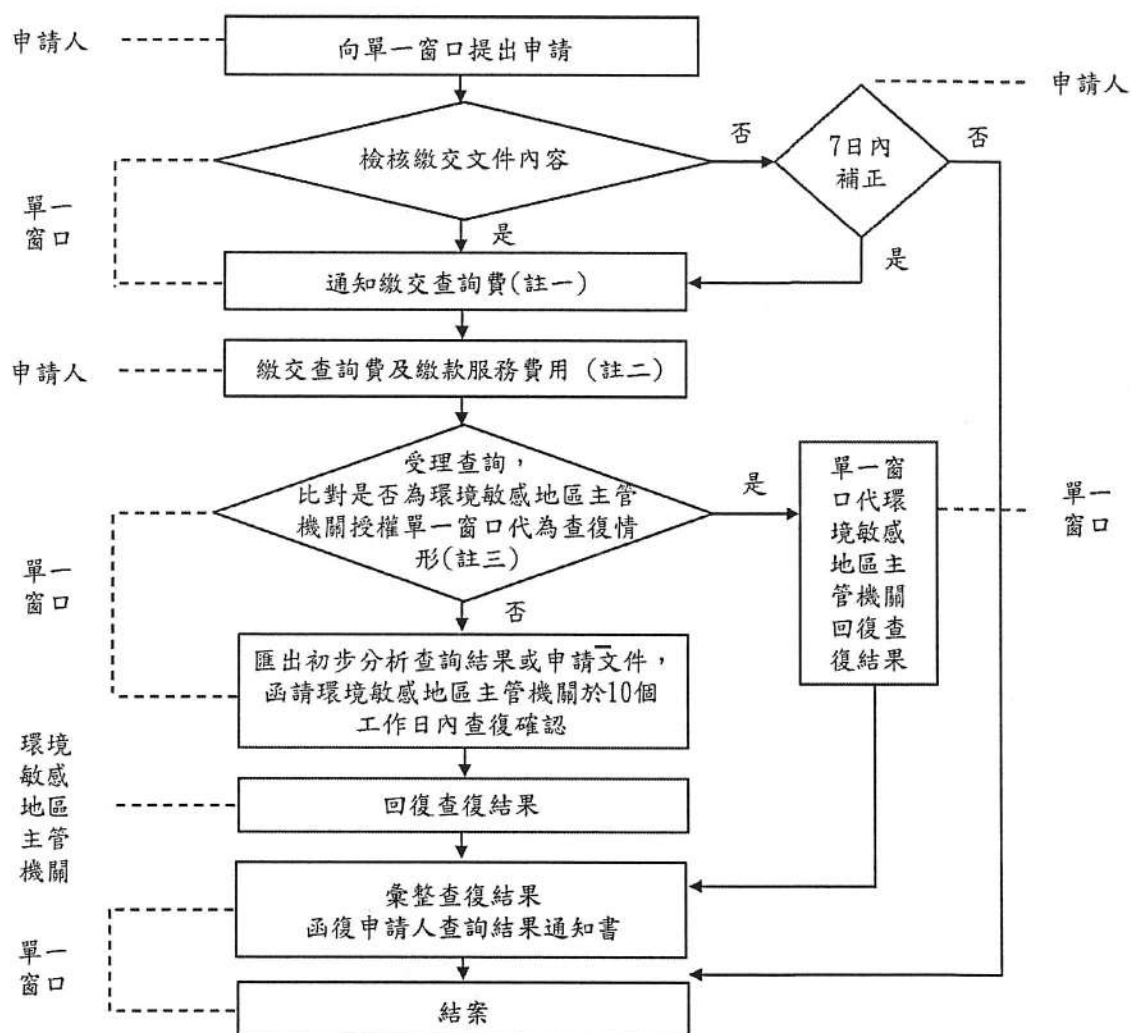 申請人
向單一窗口提出申請
申請人
檢核繳交文件內容
否
7日內
補正
否
單一
窗口
是
是
通知繳交查詢費(註一)
申請人
繳交查詢費及繳款服務費用 (註二)
受理查詢，
比對是否為環境敏感地區主管
機關授權單一窗口代為查復情
形(註三)
是
單一窗
口代環
境敏感
地區主
管機關
回復查
復結果
單一
窗口
單一
窗口
否
匯出初步分析查詢結果或申請文件，
函請環境敏感地區主管機關於10個
工作日內查復確認
環境
敏感
地區
主管
機關
回復查復結果
彙整查復結果
函復申請人查詢結果通知書
單一
窗口
結案